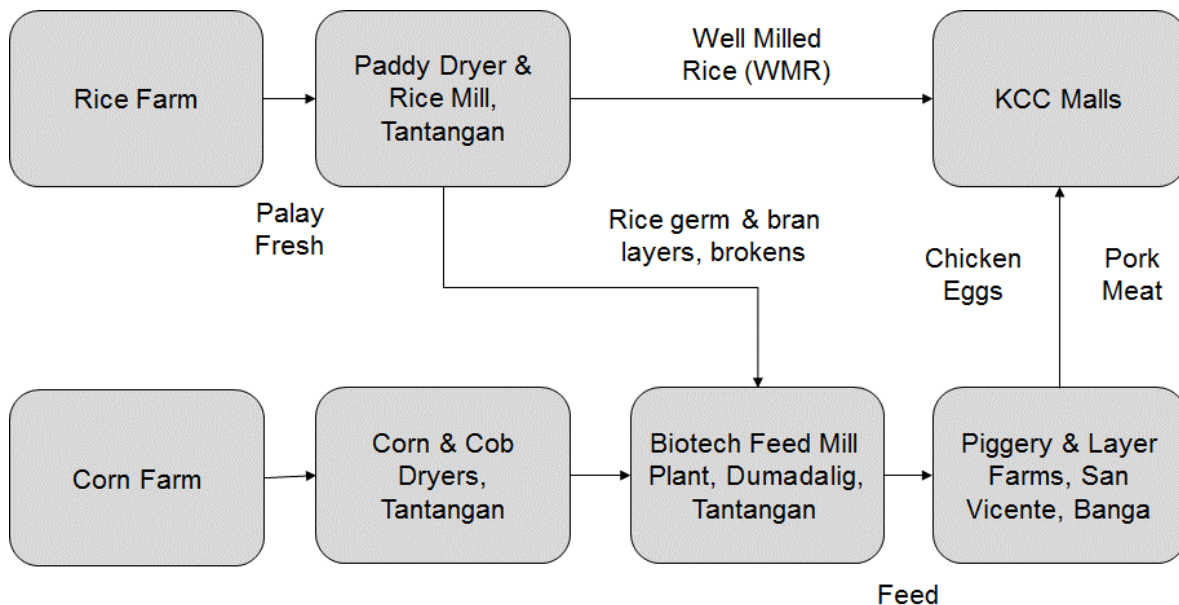 Rice Farm
Paddy Dryer &
Rice Mill,
Tantangan
Well Milled
Rice (WMR)
KCC Malls
Palay
Fresh
Rice germ & bran
layers, brokens
Chicken
Eggs
Pork
Meat
Corn Farm
Corn & Cob
Dryers,
Tantangan
Biotech Feed Mill
Plant, Dumadalig,
Tantangan
Piggery & Layer
Farms, San
Vicente, Banga
Feed